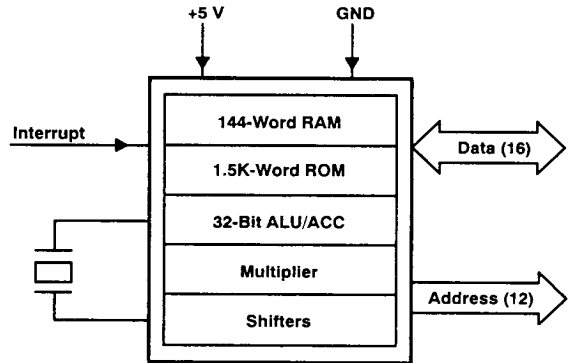 +5 V
GND
Interrupt
144-Word RAM
1.5K-Word ROM
32-Bit ALU/ACC
Multiplier
Shifters
Data (16)
Address (12)